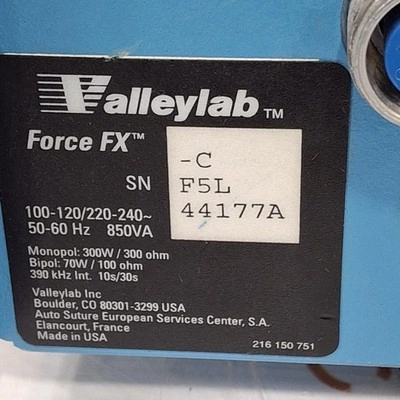 Valleylab™
Force FX™ -C
SN F5L
44177A
100-120/220-240~
50-60 Hz 850VA
Monopol: 300W / 300 ohm
Bipol: 70W / 100 ohm
390 kHz Int. 10s/30s
Valleylab Inc
Boulder, CO 80301-3299 USA
Auto Suture European Services Center, S.A.
Elancourt, France
Made in USA
216 150 751